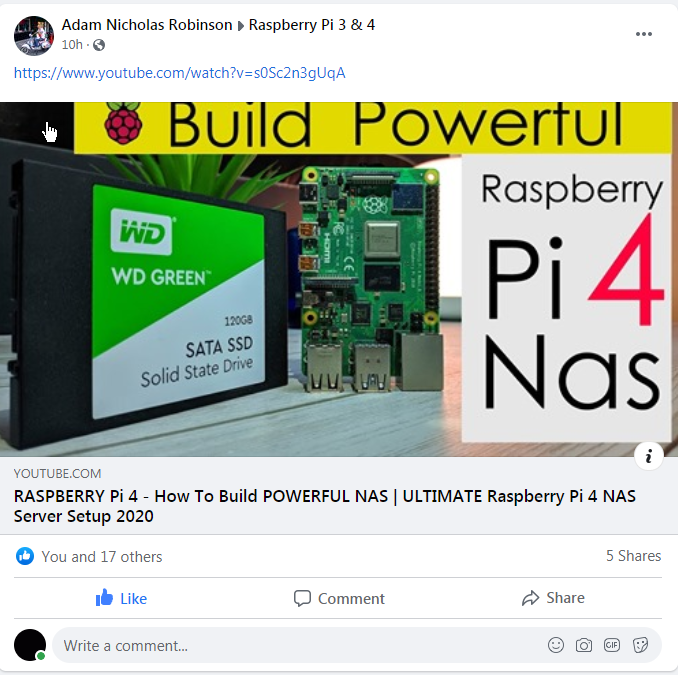 Adam Nicholas Robinson ▸ Raspberry Pi 3 & 4
10h ·
https://www.youtube.com/watch?v=s0Sc2n3gUqA
Build Powerful
WD
WD GREEN™
120GB
SATA SSD
Solid State Drive
HDMI
Raspberry
Pi 4
Nas
YOUTUBE.COM
RASPBERRY Pi 4 - How To Build POWERFUL NAS | ULTIMATE Raspberry Pi 4 NAS
Server Setup 2020
You and 17 others
5 Shares
Like
Comment
Share
Write a comment...
GIF